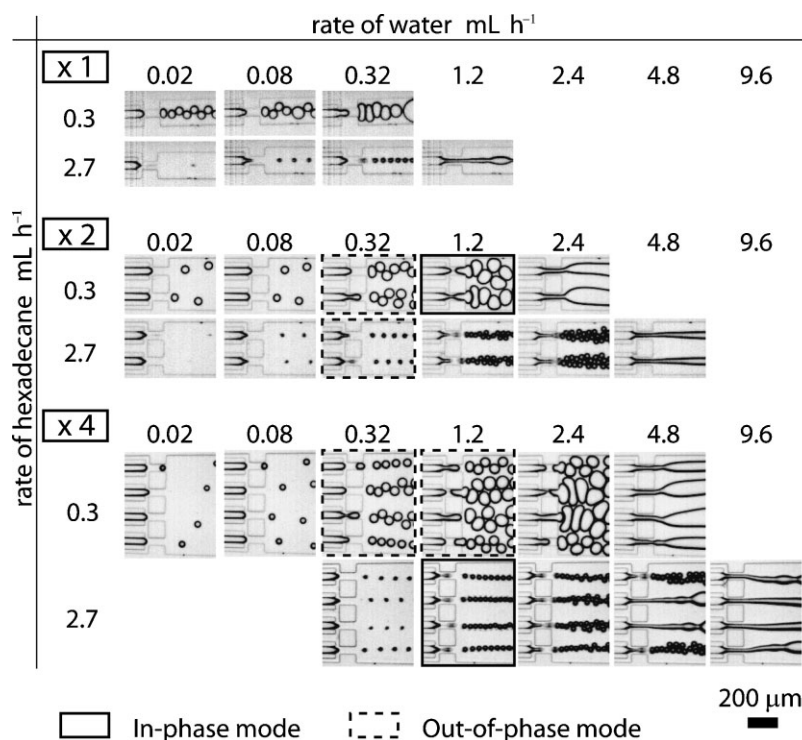 rate of water mL h⁻¹
rate of hexadecane mL h⁻¹
x 1
0.02 0.08 0.32 1.2 2.4 4.8 9.6
0.3
2.7
x 2
0.02 0.08 0.32 1.2 2.4 4.8 9.6
0.3
2.7
x 4
0.02 0.08 0.32 1.2 2.4 4.8 9.6
0.3
2.7
200 μm
In-phase mode Out-of-phase mode